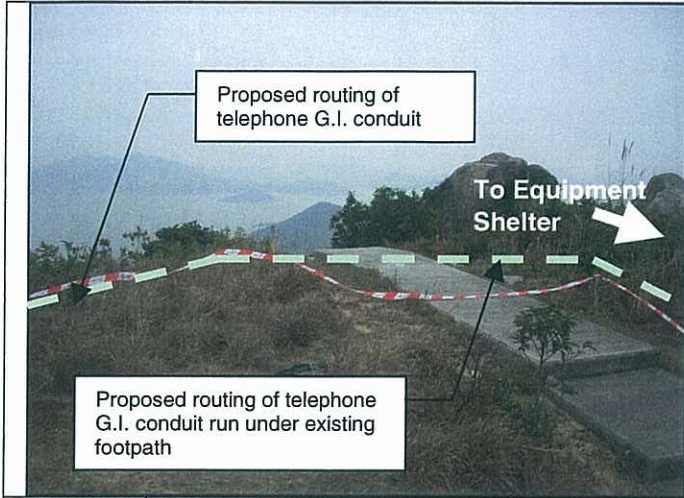 Proposed routing of
telephone G.I. conduit
To Equipment
Shelter
Proposed routing of telephone
G.I. conduit run under existing
footpath